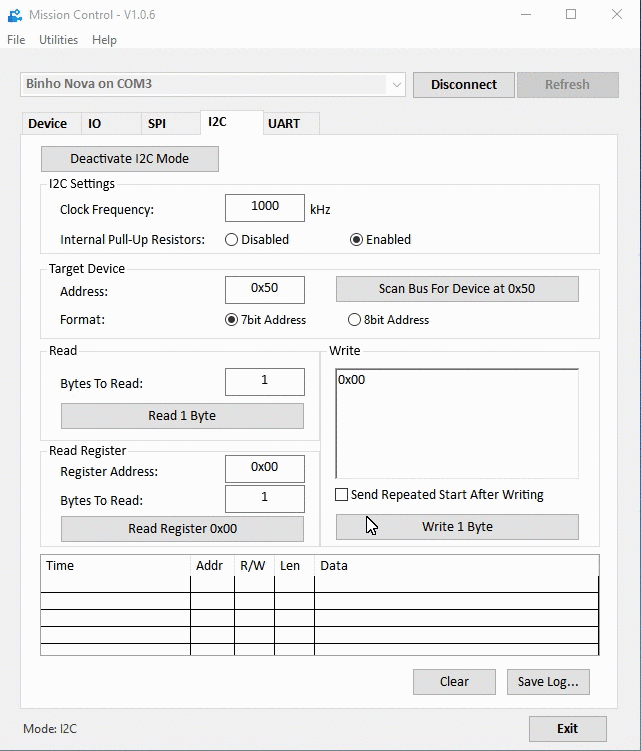 Mission Control - V1.0.6
File Utilities Help
Binho Nova on COM3
Disconnect
Refresh
Device IO SPI I2C UART
Deactivate I2C Mode
I2C Settings
Clock Frequency: 1000 kHz
Internal Pull-Up Resistors: Disabled Enabled
Target Device
Address: 0x50
Scan Bus For Device at 0x50
Format: 7bit Address 8bit Address
Read
Bytes To Read: 1
Read 1 Byte
Read Register
Register Address: 0x00
Bytes To Read: 1
Read Register 0x00
Write
0x00
Send Repeated Start After Writing
Write 1 Byte
Time Addr R/W Len Data
Clear
Save Log...
Mode: I2C
Exit